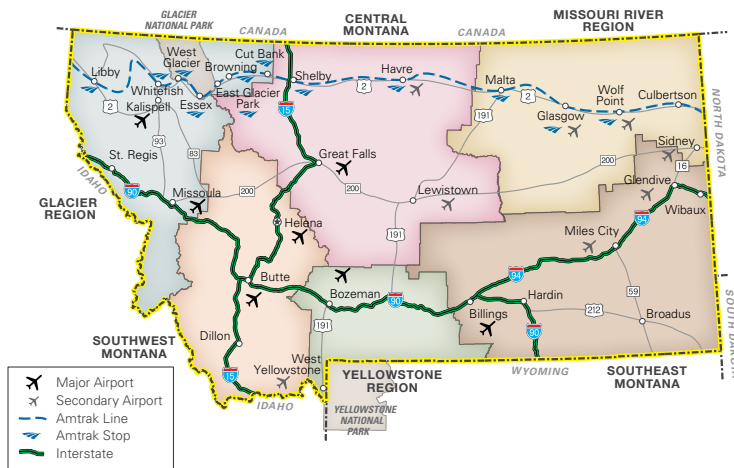 GLACIER
NATIONAL PARK
CANADA
CENTRAL
MONTANA
CANADA
MISSOURI RIVER
REGION
West
Glacier
Cut Bank
Browning
Libby
Whitefish
Kalispell
Essex
East Glacier
Park
Shelby
Havre
Malta
Wolf
Point
Culbertson
Glasgow
2
2
2
15
191
93
83
NORTH DAKOTA
Sidney
16
St. Regis
IDAHO
90
Great Falls
200
200
200
Glendive
Missoula
Lewistown
94
Wibaux
GLACIER
REGION
Helena
191
Miles City
Butte
94
Bozeman
90
Hardin
59
212
Billings
90
Broadus
SOUTH DAKOTA
Dillon
191
SOUTHWEST
MONTANA
West
Yellowstone
15
IDAHO
YELLOWSTONE
REGION
WYOMING
SOUTHEAST
MONTANA
YELLOWSTONE
NATIONAL
PARK
Major Airport
Secondary Airport
Amtrak Line
Amtrak Stop
Interstate